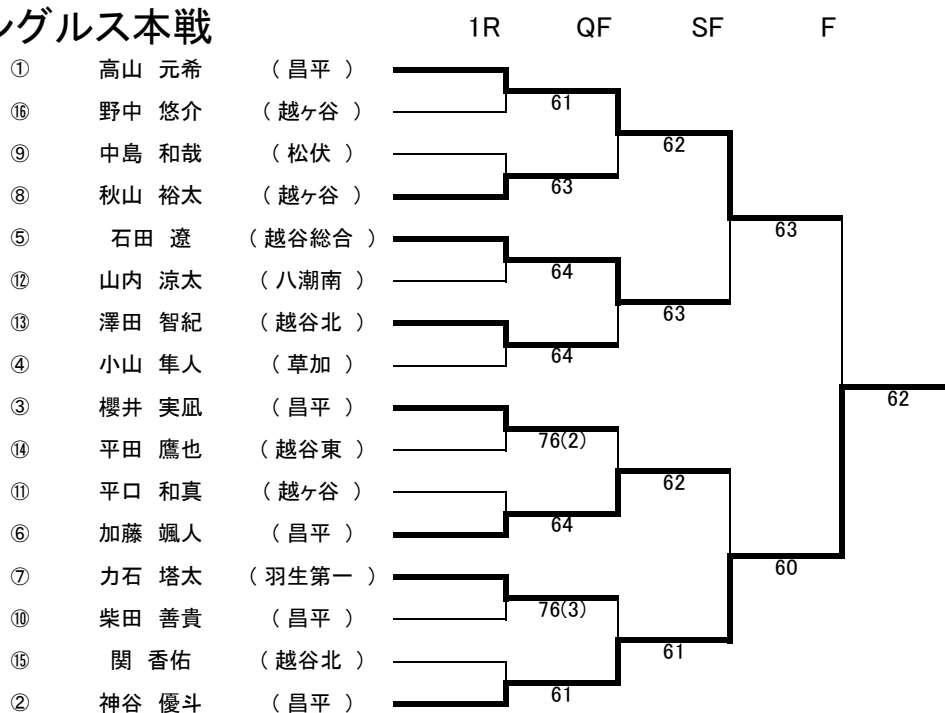 ングルス本戦 1R QF SF F
① 高山 元希 （ 昌平 ）
61
⑯ 野中 悠介 （ 越ヶ谷 ）
62
⑨ 中島 和哉 （ 松伏 ）
63
⑧ 秋山 裕太 （ 越ヶ谷 ）
63
⑤ 石田 遼 （ 越谷総合 ）
64
⑫ 山内 涼太 （ 八潮南 ）
63
⑬ 澤田 智紀 （ 越谷北 ）
64
④ 小山 隼人 （ 草加 ）
62
③ 櫻井 実凪 （ 昌平 ）
76(2)
⑭ 平田 鷹也 （ 越谷東 ）
62
⑪ 平口 和真 （ 越ヶ谷 ）
64
⑥ 加藤 颯人 （ 昌平 ）
60
⑦ 力石 塔太 （ 羽生第一 ）
76(3)
⑩ 柴田 善貴 （ 昌平 ）
61
⑮ 関 香佑 （ 越谷北 ）
61
② 神谷 優斗 （ 昌平 ）